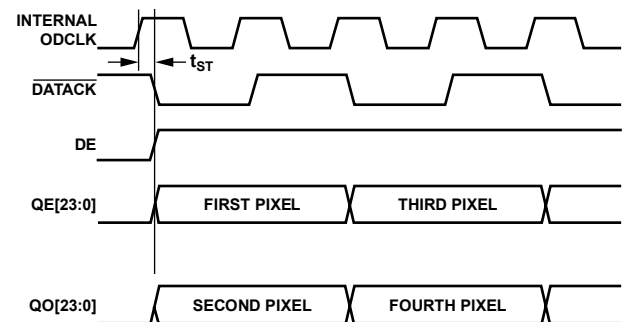 INTERNAL
ODCLK
tST
DATACK
DE
QE[23:0] FIRST PIXEL THIRD PIXEL
QO[23:0] SECOND PIXEL FOURTH PIXEL